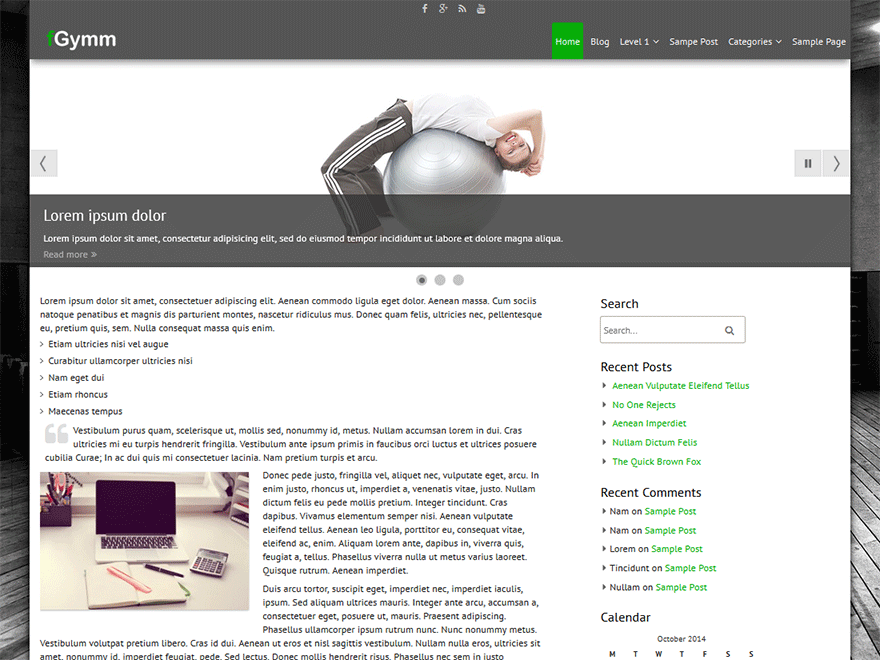 fGymm
Home Blog Level 1 Sampe Post Categories Sample Page
Lorem ipsum dolor
Lorem ipsum dolor sit amet, consectetur adipisicing elit, sed do eiusmod tempor incididunt ut labore et dolore magna aliqua.
Read more »
Lorem ipsum dolor sit amet, consectetuer adipiscing elit. Aenean commodo ligula eget dolor. Aenean massa. Cum sociis
natoque penatibus et magnis dis parturient montes, nascetur ridiculus mus. Donec quam felis, ultricies nec, pellentesque
eu, pretium quis, sem. Nulla consequat massa quis enim.
Etiam ultricies nisi vel augue
Curabitur ullamcorper ultricies nisi
Nam eget dui
Etiam rhoncus
Maecenas tempus
Vestibulum purus quam, scelerisque ut, mollis sed, nonummy id, metus. Nullam accumsan lorem in dui. Cras
ultricies mi eu turpis hendrerit fringilla. Vestibulum ante ipsum primis in faucibus orci luctus et ultrices posuere
cubilia Curae; In ac dui quis mi consectetuer lacinia. Nam pretium turpis et arcu.
Donec pede justo, fringilla vel, aliquet nec, vulputate eget, arcu. In
enim justo, rhoncus ut, imperdiet a, venenatis vitae, justo. Nullam
dictum felis eu pede mollis pretium. Integer tincidunt. Cras
dapibus. Vivamus elementum semper nisi. Aenean vulputate
eleifend tellus. Aenean leo ligula, porttitor eu, consequat vitae,
eleifend ac, enim. Aliquam lorem ante, dapibus in, viverra quis,
feugiat a, tellus. Phasellus viverra nulla ut metus varius laoreet.
Quisque rutrum. Aenean imperdiet.
Duis arcu tortor, suscipit eget, imperdiet nec, imperdiet iaculis,
ipsum. Sed aliquam ultrices mauris. Integer ante arcu, accumsan a,
consectetuer eget, posuere ut, mauris. Praesent adipiscing.
Phasellus ullamcorper ipsum rutrum nunc. Nunc nonummy metus.
Vestibulum volutpat pretium libero. Cras id dui. Aenean ut eros et nisl sagittis vestibulum. Nullam nulla eros, ultricies sit
amet, nonummy id, imperdiet feugiat, pede. Sed lectus. Donec mollis hendrerit risus. Phasellus nec sem in justo
Search
Search...
Recent Posts
Aenean Vulputate Eleifend Tellus
No One Rejects
Aenean Imperdiet
Nullam Dictum Felis
The Quick Brown Fox
Recent Comments
Nam on Sample Post
Nam on Sample Post
Lorem on Sample Post
Tincidunt on Sample Post
Nullam on Sample Post
Calendar
October 2014
M T W T F S S